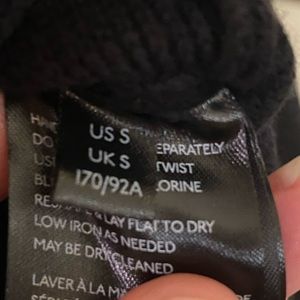 US S
UK S
170/92A
EPARATELY
TWIST
ORINE
LAY FLAT TO DRY
LOW IRON AS NEEDED
MAY BE DRY CLEANED
LAVER À LA